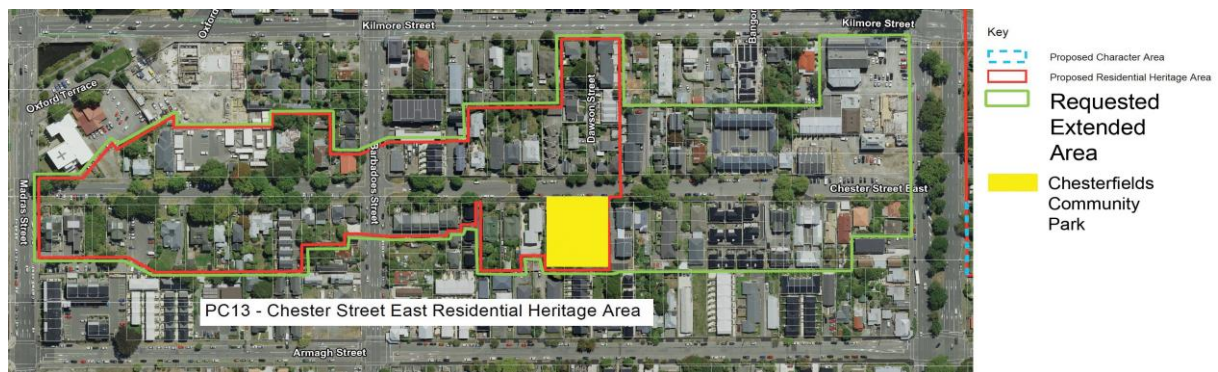 Kilmore Street
Kilmore Street
Oxford
Bangor
Oxford Terrace
Dawson Street
Madras Street
Barbadoes Street
Chester Street East
PC13 - Chester Street East Residential Heritage Area
Armagh Street
Key
Proposed Character Area
Proposed Residential Heritage Area
Requested
Extended
Area
Chesterfields
Community
Park